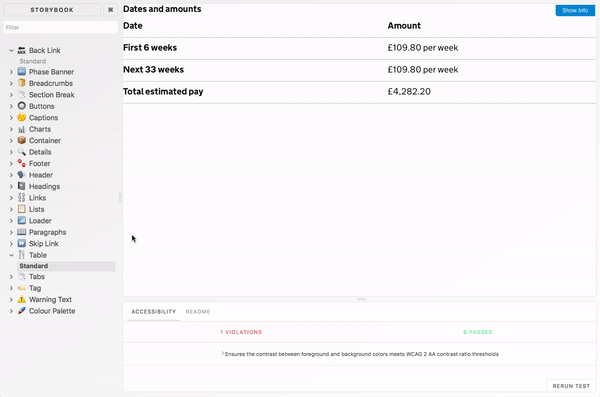 STORYBOOK
⌘
Filter
Back Link
Standard
Phase Banner
Breadcrumbs
Section Break
Buttons
Captions
Charts
Container
Details
Footer
Header
Headings
Links
Lists
Loader
Paragraphs
Skip Link
Table
Standard
Tabs
Tag
Warning Text
Colour Palette
Dates and amounts
Show Info
Date Amount
First 6 weeks £109.80 per week
Next 33 weeks £109.80 per week
Total estimated pay £4,282.20
ACCESSIBILITY README
1 VIOLATIONS PASSED
Ensures the contrast between foreground and background colors meets WCAG 2 AA contrast ratio thresholds
RERUN TEST